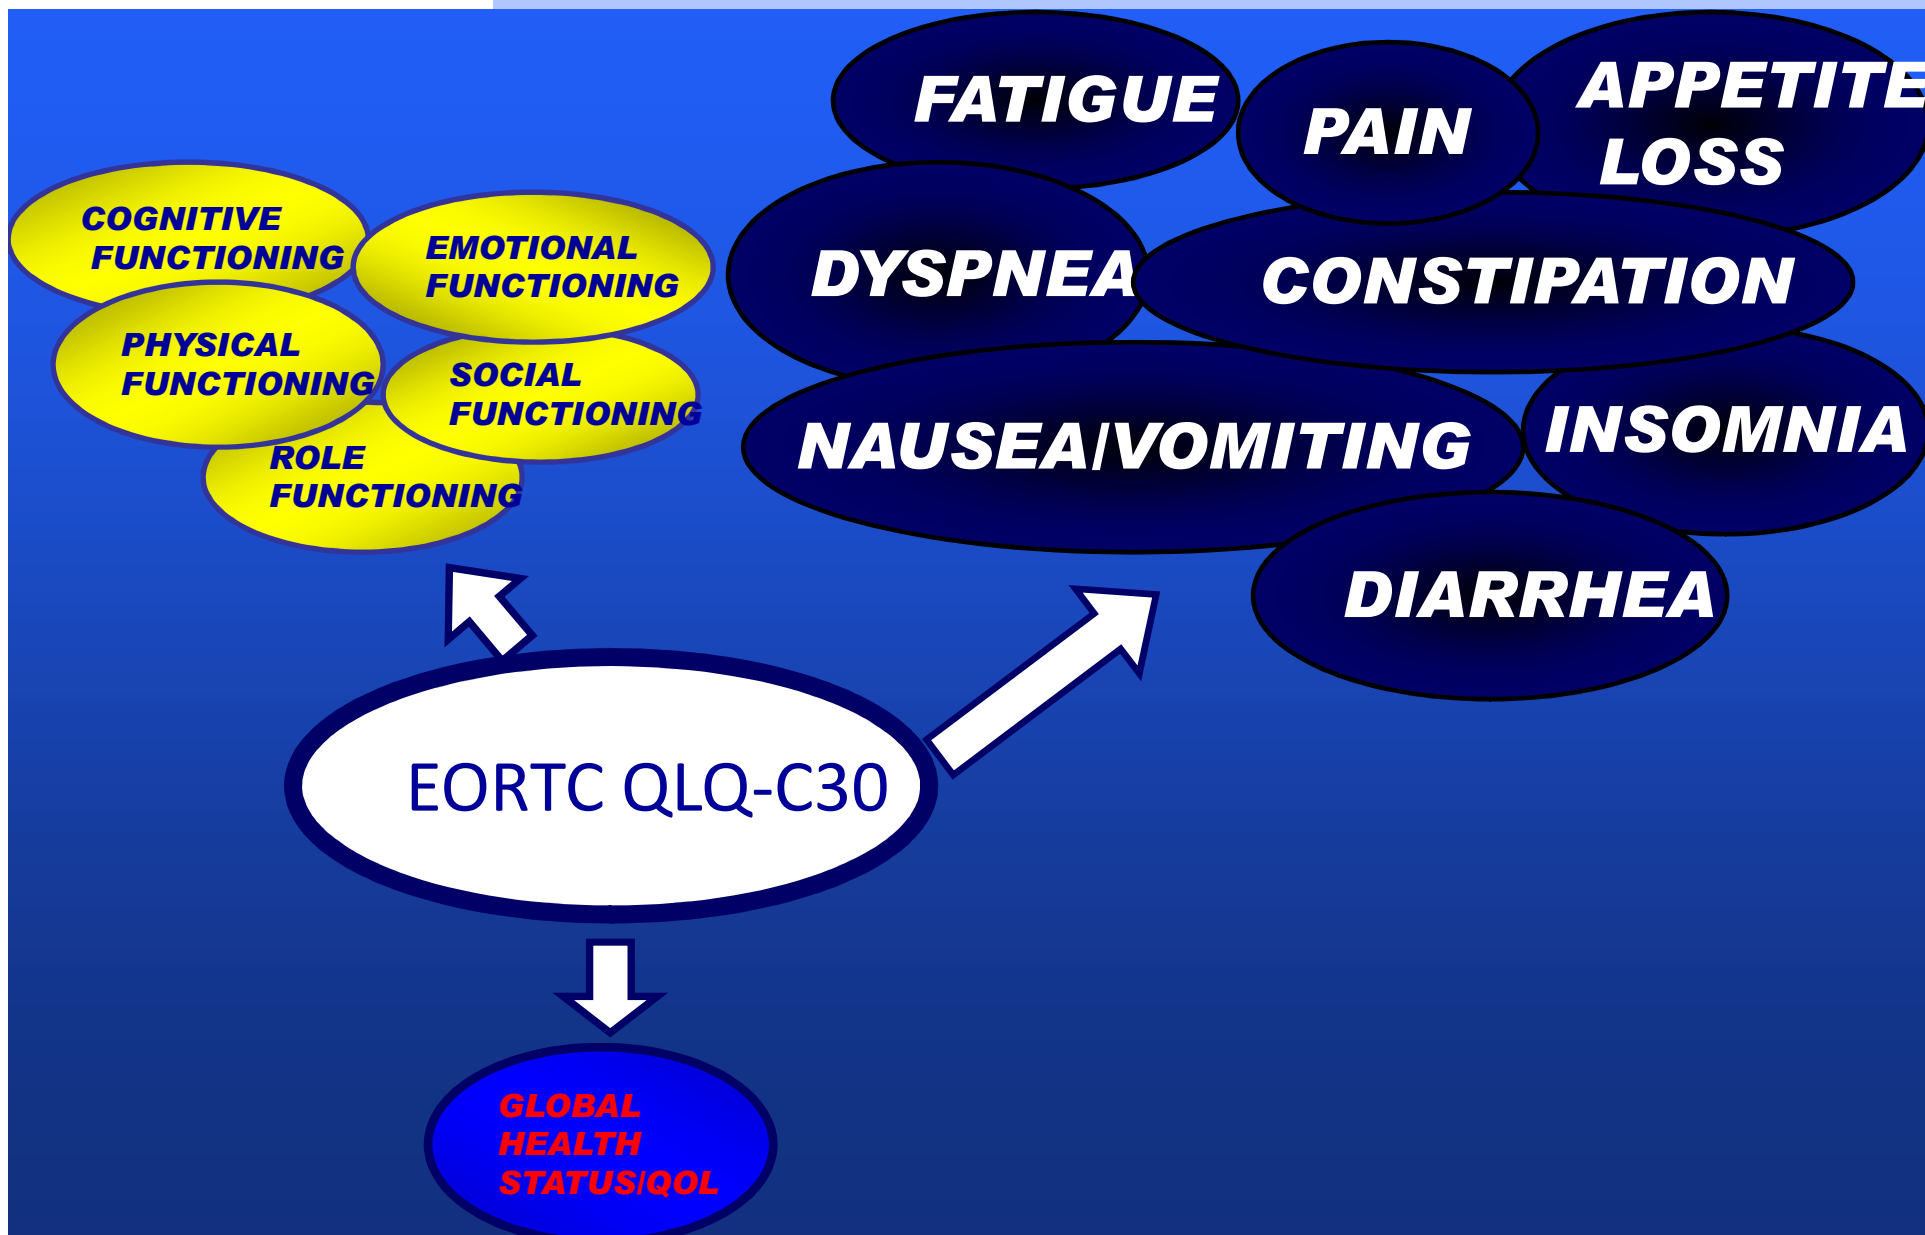 COGNITIVE
FUNCTIONING
EMOTIONAL
FUNCTIONING
PHYSICAL
FUNCTIONING
SOCIAL
FUNCTIONING
ROLE
FUNCTIONING
FATIGUE
PAIN
APPETITE
LOSS
DYSPNEA
CONSTIPATION
NAUSEA/VOMITING
INSOMNIA
DIARRHEA
EORTC QLQ-C30
GLOBAL
HEALTH
STATUS/QOL